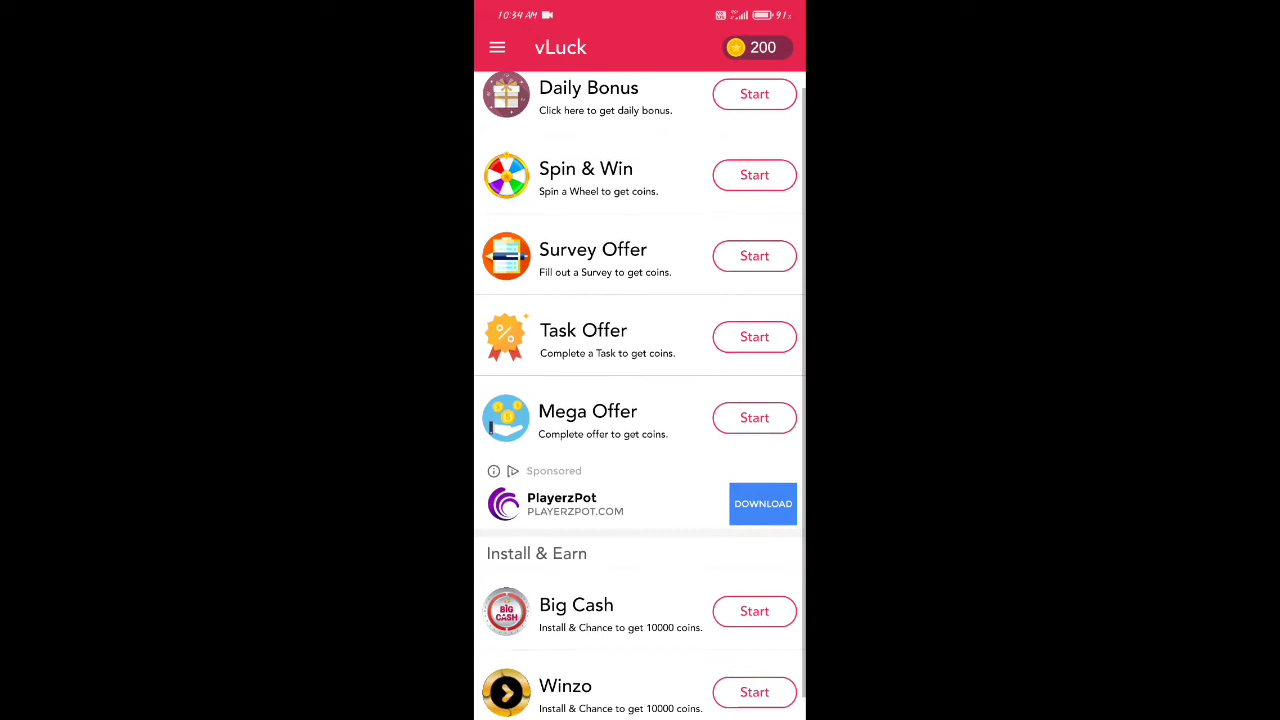 10:34 AM 91%
vLuck 200
Daily Bonus
Click here to get daily bonus.
Start
Spin & Win
Spin a Wheel to get coins.
Start
Survey Offer
Fill out a Survey to get coins.
Start
Task Offer
Complete a Task to get coins.
Start
Mega Offer
Complete offer to get coins.
Start
Sponsored
PlayerzPot
PLAYERZPOT.COM
DOWNLOAD
Install & Earn
BIG CASH
Big Cash
Install & Chance to get 10000 coins.
Start
Winzo
Install & Chance to get 10000 coins.
Start